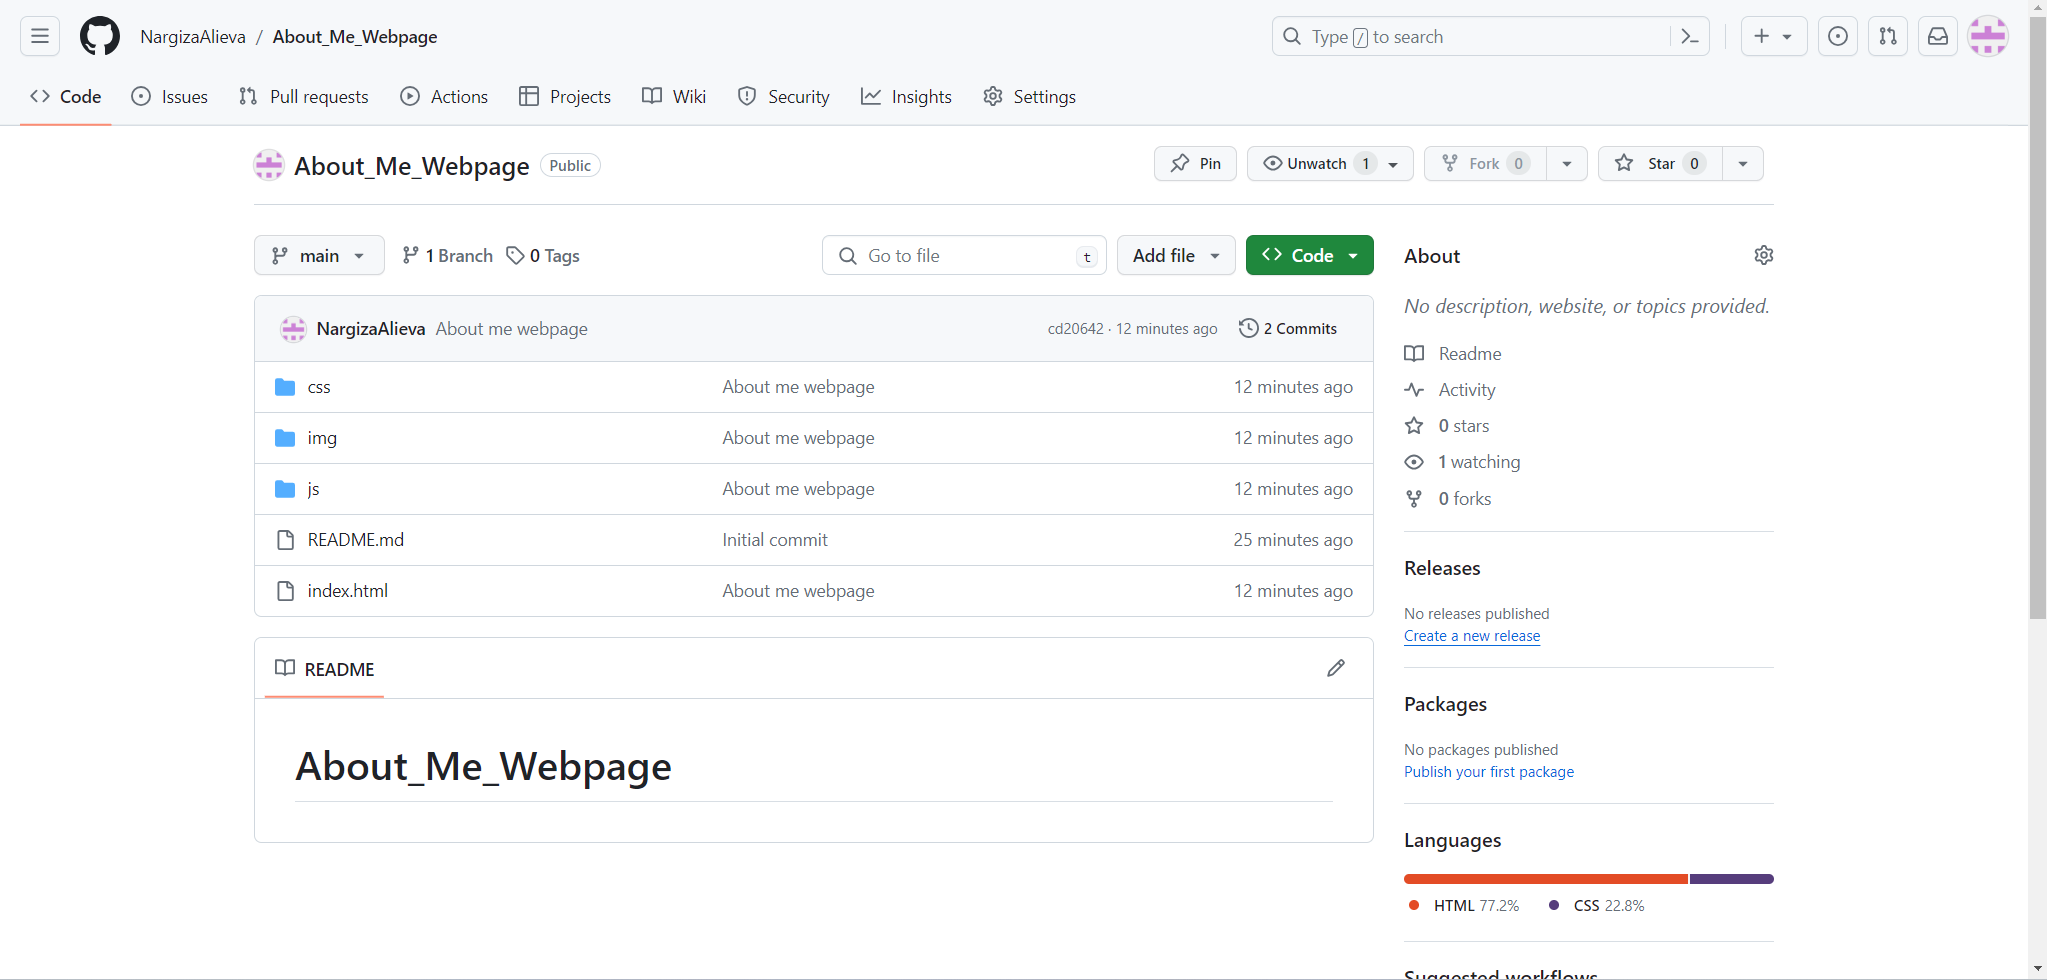 NargizaAlieva / About_Me_Webpage
Type / to search
Code Issues Pull requests Actions Projects Wiki Security Insights Settings
About_Me_Webpage Public
Pin Unwatch 1 Fork 0 Star 0
main 1 Branch 0 Tags Go to file t Add file Code
NargizaAlieva About me webpage cd20642 · 12 minutes ago 2 Commits
css About me webpage 12 minutes ago
img About me webpage 12 minutes ago
js About me webpage 12 minutes ago
README.md Initial commit 25 minutes ago
index.html About me webpage 12 minutes ago
README
About_Me_Webpage
About
No description, website, or topics provided.
Readme
Activity
0 stars
1 watching
0 forks
Releases
No releases published
Create a new release
Packages
No packages published
Publish your first package
Languages
HTML 77.2% CSS 22.8%
Suggested workflows